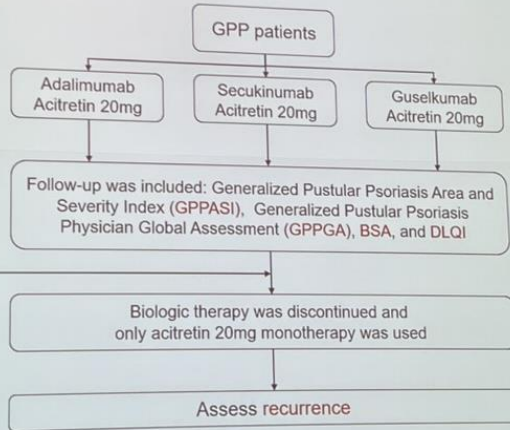 GPP patients
Adalimumab
Acitretin 20mg
Secukinumab
Acitretin 20mg
Guselkumab
Acitretin 20mg
Follow-up was included: Generalized Pustular Psoriasis Area and
Severity Index (GPPASI), Generalized Pustular Psoriasis
Physician Global Assessment (GPPGA), BSA, and DLQI
Biologic therapy was discontinued and
only acitretin 20mg monotherapy was used
Assess recurrence